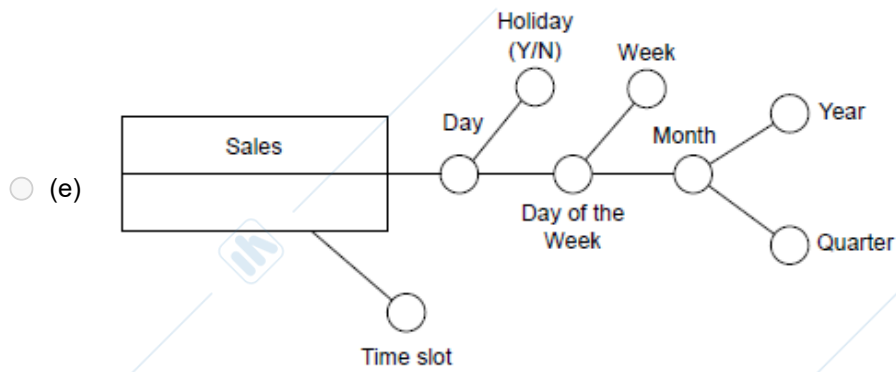 Holiday
(Y/N)
Week
Day
Month
Year
Sales
(e)
Day of the
Week
Quarter
Time slot